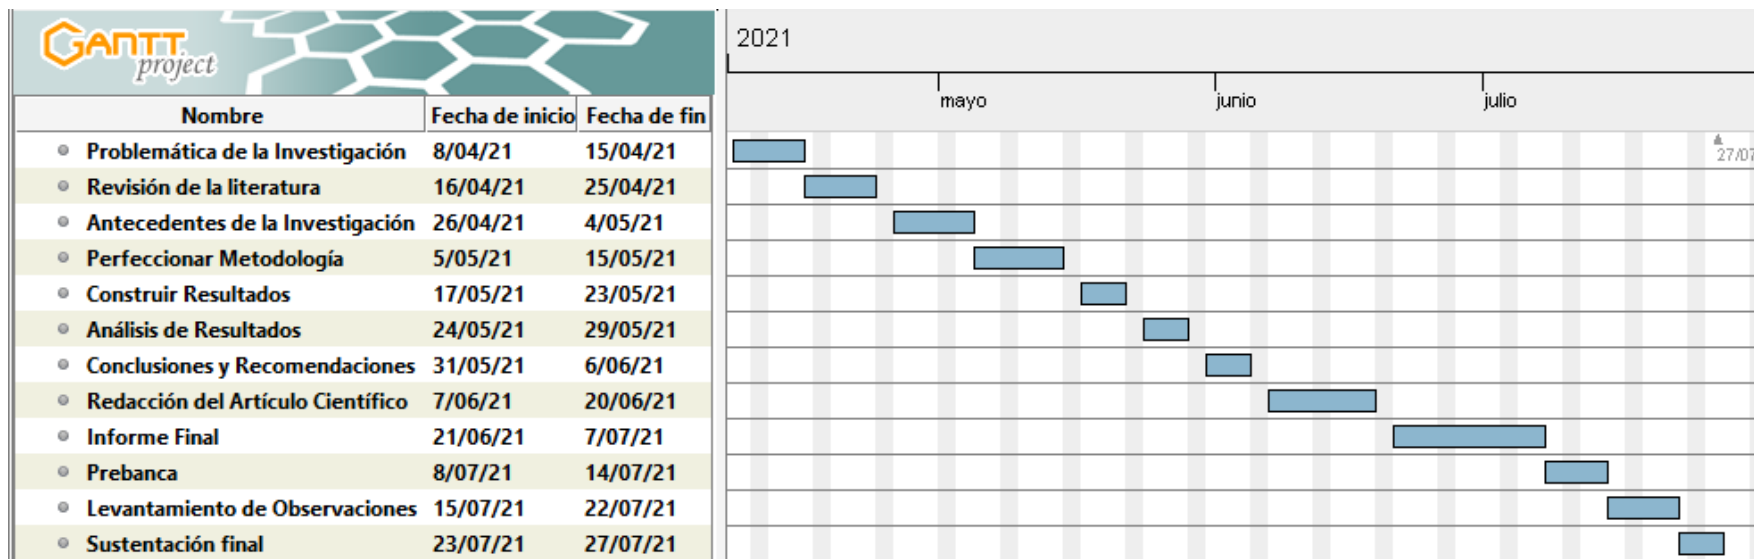 GANTT
project
2021
mayo junio julio
Nombre Fecha de inicio Fecha de fin
Problemática de la Investigación 8/04/21 15/04/21
27/07
Revisión de la literatura 16/04/21 25/04/21
Antecedentes de la Investigación 26/04/21 4/05/21
Perfeccionar Metodología 5/05/21 15/05/21
Construir Resultados 17/05/21 23/05/21
Análisis de Resultados 24/05/21 29/05/21
Conclusiones y Recomendaciones 31/05/21 6/06/21
Redacción del Artículo Científico 7/06/21 20/06/21
Informe Final 21/06/21 7/07/21
Prebanca 8/07/21 14/07/21
Levantamiento de Observaciones 15/07/21 22/07/21
Sustentación final 23/07/21 27/07/21